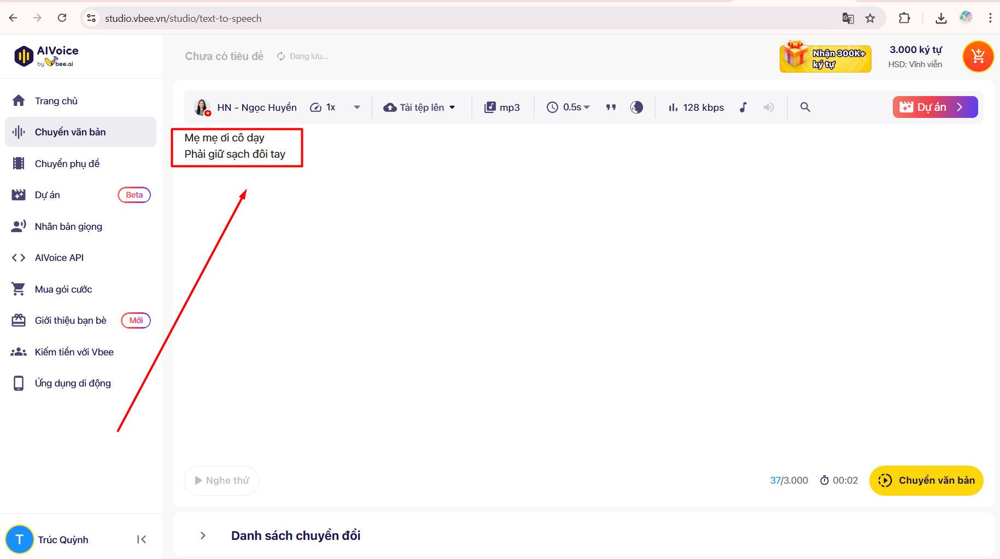 studio.vbee.vn/studio/text-to-speech
AIVoice
by Vbee.ai
Chưa có tiêu đề
Đang lưu...
Nhận 300K+
ký tự
3.000 ký tự
HSD: Vĩnh viễn
Trang chủ
Chuyển văn bản
Chuyển phụ đề
Dự án
Beta
Nhân bản giọng
AIVoice API
Mua gói cước
Giới thiệu bạn bè
Mới
Kiếm tiền với Vbee
Ứng dụng di động
T
Trúc Quỳnh
HN - Ngọc Huyền
1x
Tải tệp lên
mp3
0.5s
128 kbps
Dự án
Mẹ mẹ ơi cô dạy
Phải giữ sạch đôi tay
Nghe thử
37/3.000
00:02
Chuyển văn bản
Danh sách chuyển đổi